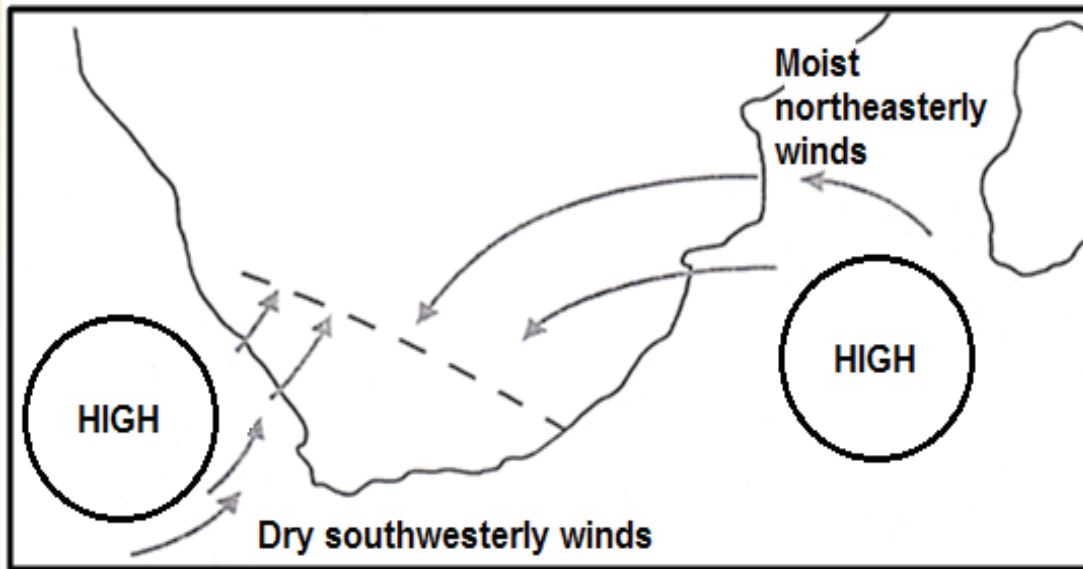 Moist
northeasterly
winds
HIGH
HIGH
Dry southwesterly winds